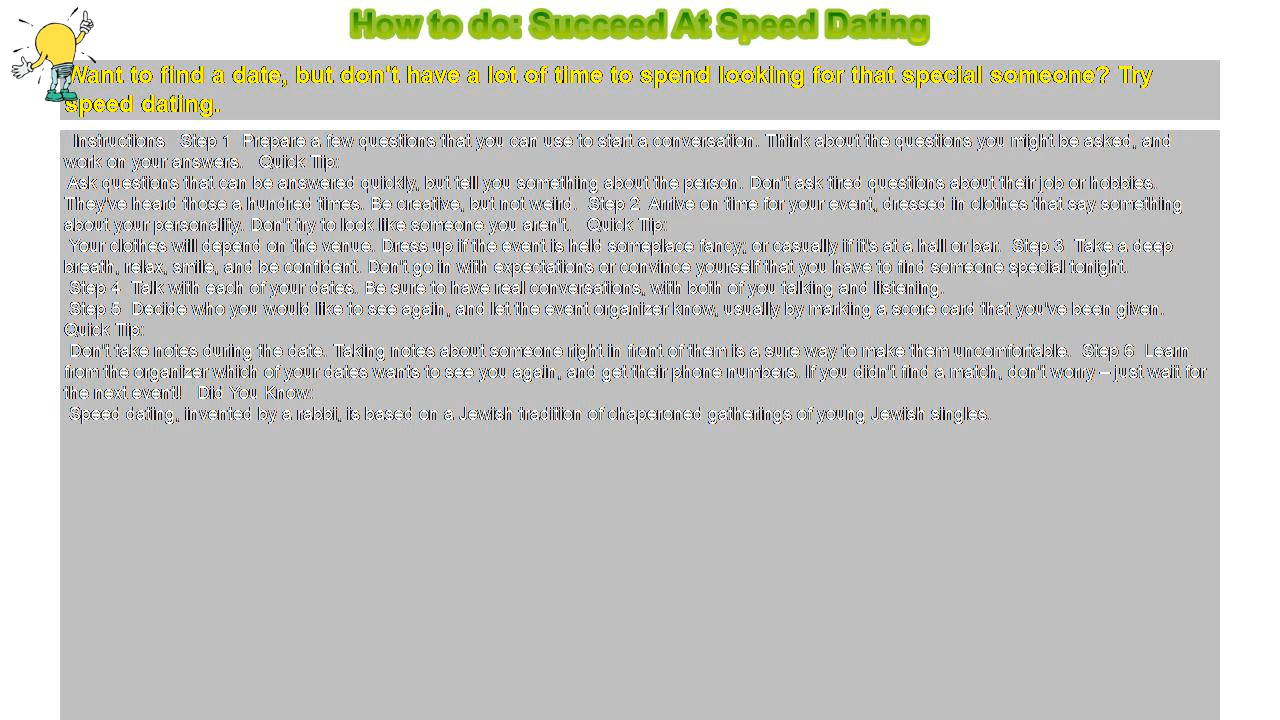 How to do: Succeed At Speed Dating
Want to find a date, but don't have a lot of time to spend looking for that special someone? Try
speed dating.
Instructions Step 1 Prepare a few questions that you can use to start a conversation. Think about the questions you might be asked, and
work on your answers. Quick Tip:
Ask questions that can be answered quickly, but tell you something about the person. Don't ask tired questions about their job or hobbies.
They've heard those a hundred times. Be creative, but not weird. Step 2 Arrive on time for your event, dressed in clothes that say something
about your personality. Don't try to look like someone you aren't. Quick Tip:
Your clothes will depend on the venue. Dress up if the event is held someplace fancy; or casually if it's at a hall or bar. Step 3 Take a deep
breath, relax, smile, and be confident. Don't go in with expectations or convince yourself that you have to find someone special tonight.
Step 4 Talk with each of your dates. Be sure to have real conversations, with both of you talking and listening.
Step 5 Decide who you would like to see again, and let the event organizer know, usually by marking a score card that you've been given.
Quick Tip:
Don't take notes during the date. Taking notes about someone right in front of them is a sure way to make them uncomfortable. Step 6 Learn
from the organizer which of your dates wants to see you again, and get their phone numbers. If you didn't find a match, don't worry – just wait for
the next event! Did You Know:
Speed dating, invented by a rabbi, is based on a Jewish tradition of chaperoned gatherings of young Jewish singles.